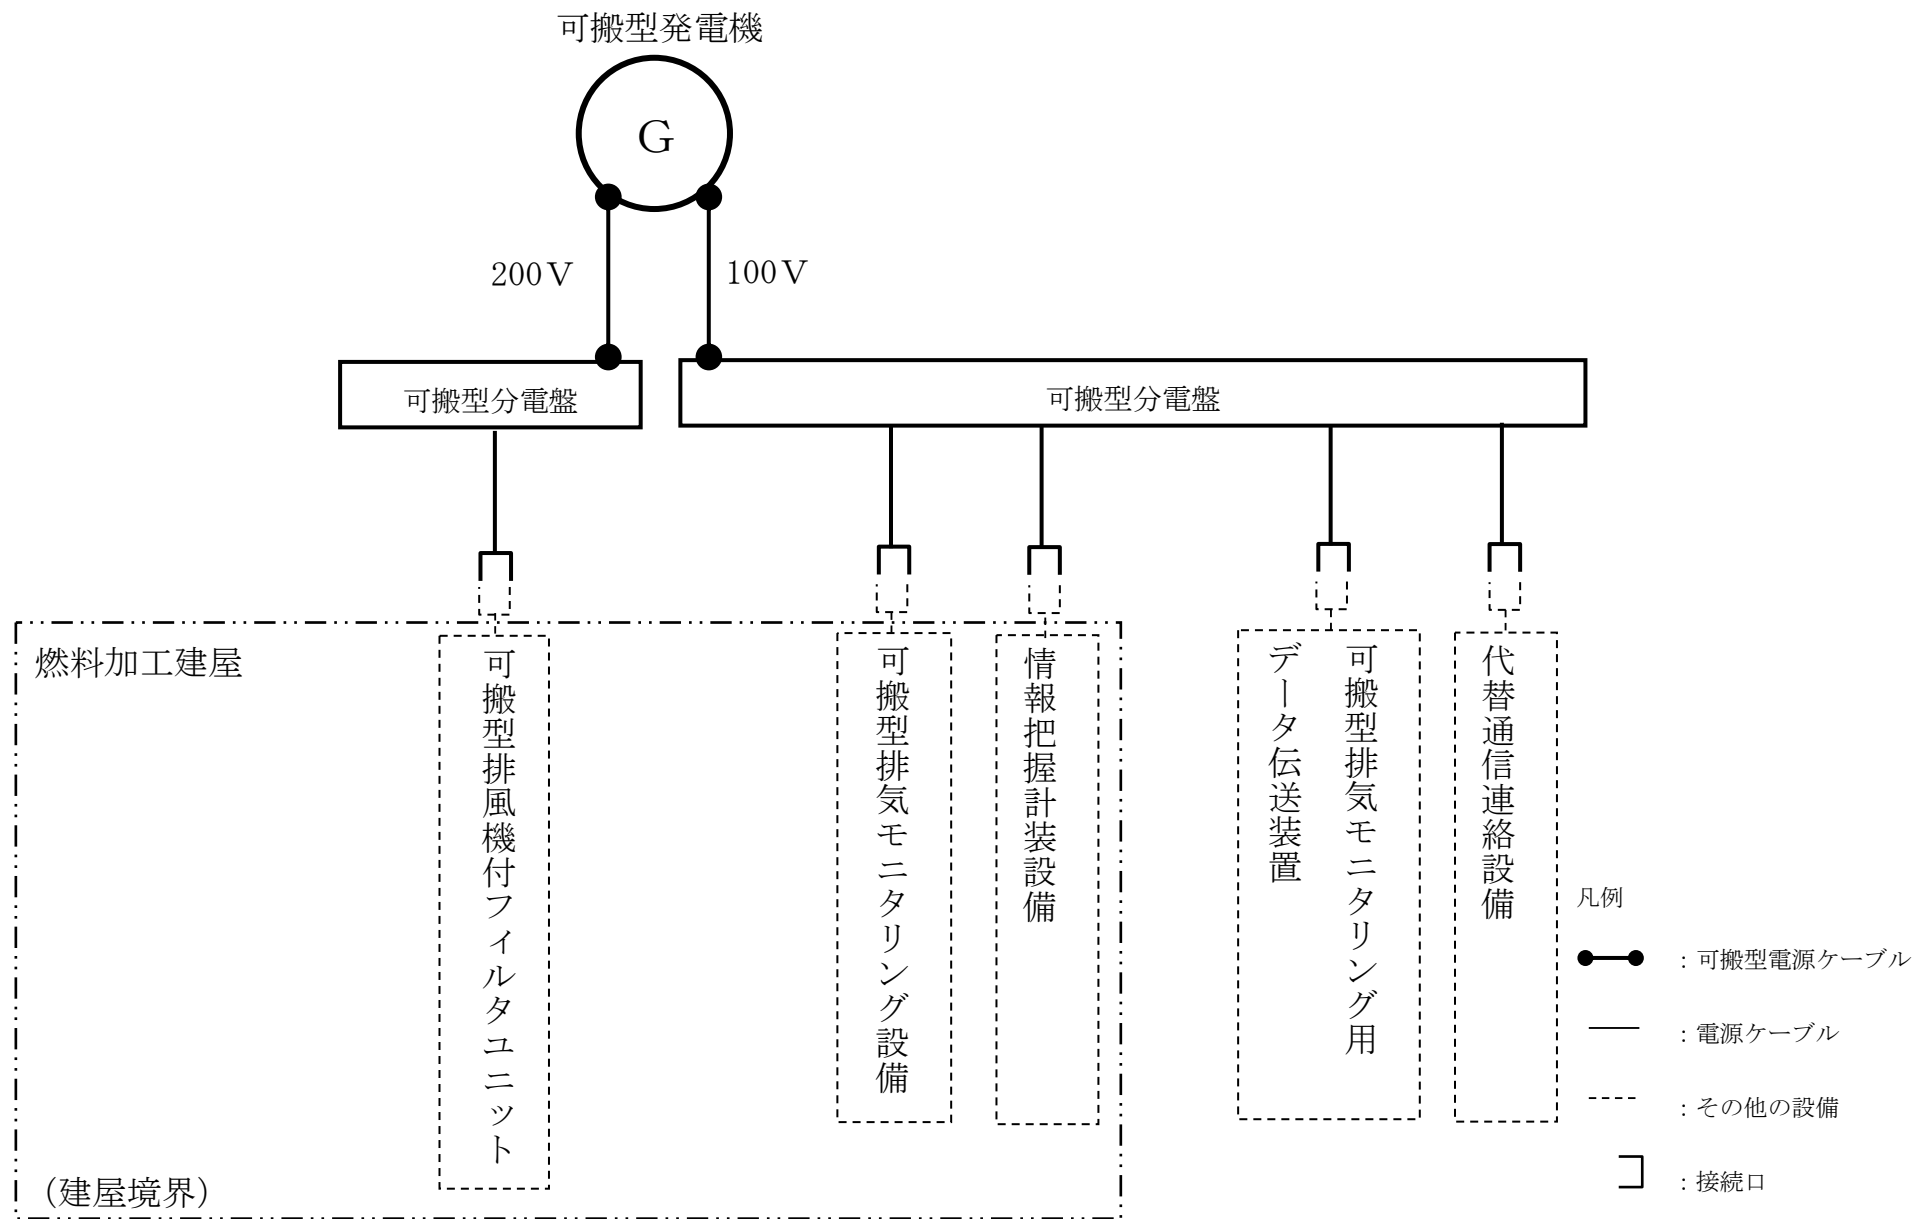 可搬型発電機
G
200V
100V
可搬型分電盤
可搬型分電盤
燃料加工建屋
可搬型排風機付フィルタユニット
可搬型排気モニタリング設備
情報把握計装設備
可搬型排気モニタリング用
データ伝送装置
代替通信連絡設備
(建屋境界)
凡例
：可搬型電源ケーブル
：電源ケーブル
：その他の設備
：接続口